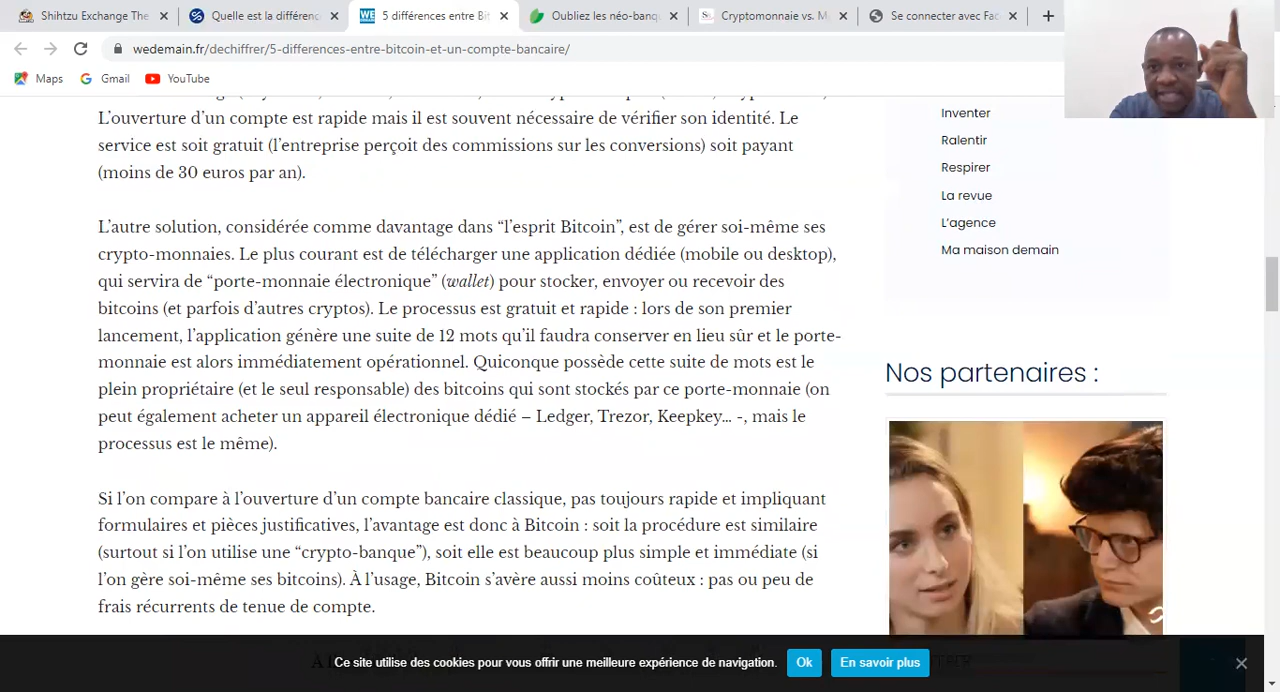 Shihtzu Exchange The
Quelle est la différenc
5 différences entre Bit
Oubliez les néo-banq
Cryptomonnaie vs. M
Se connecter avec Fac
wedemain.fr/dechiffrer/5-differences-entre-bitcoin-et-un-compte-bancaire/
Maps
Gmail
YouTube
L’ouverture d’un compte est rapide mais il est souvent nécessaire de vérifier son identité. Le
service est soit gratuit (l’entreprise perçoit des commissions sur les conversions) soit payant
(moins de 30 euros par an).
L’autre solution, considérée comme davantage dans “l’esprit Bitcoin”, est de gérer soi-même ses
crypto-monnaies. Le plus courant est de télécharger une application dédiée (mobile ou desktop),
qui servira de “porte-monnaie électronique” (wallet) pour stocker, envoyer ou recevoir des
bitcoins (et parfois d’autres cryptos). Le processus est gratuit et rapide : lors de son premier
lancement, l’application génère une suite de 12 mots qu’il faudra conserver en lieu sûr et le porte-
monnaie est alors immédiatement opérationnel. Quiconque possède cette suite de mots est le
plein propriétaire (et le seul responsable) des bitcoins qui sont stockés par ce porte-monnaie (on
peut également acheter un appareil électronique dédié – Ledger, Trezor, Keepkey… -, mais le
processus est le même).
Si l’on compare à l’ouverture d’un compte bancaire classique, pas toujours rapide et impliquant
formulaires et pièces justificatives, l’avantage est donc à Bitcoin : soit la procédure est similaire
(surtout si l’on utilise une “crypto-banque”), soit elle est beaucoup plus simple et immédiate (si
l’on gère soi-même ses bitcoins). À l’usage, Bitcoin s’avère aussi moins coûteux : pas ou peu de
frais récurrents de tenue de compte.
Inventer
Ralentir
Respirer
La revue
L’agence
Ma maison demain
Nos partenaires :
Ce site utilise des cookies pour vous offrir une meilleure expérience de navigation.
Ok
En savoir plus